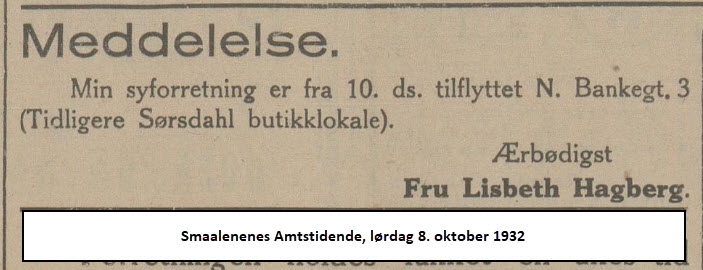 Meddelelse.
Min syforretning er fra 10. ds. tilflyttet N. Bankegt. 3
(Tidligere Sørsdahl butikklokale).
Ærbødigst
Fru Lisbeth Hagberg.
Smaalenenes Amtstidende, lørdag 8. oktober 1932